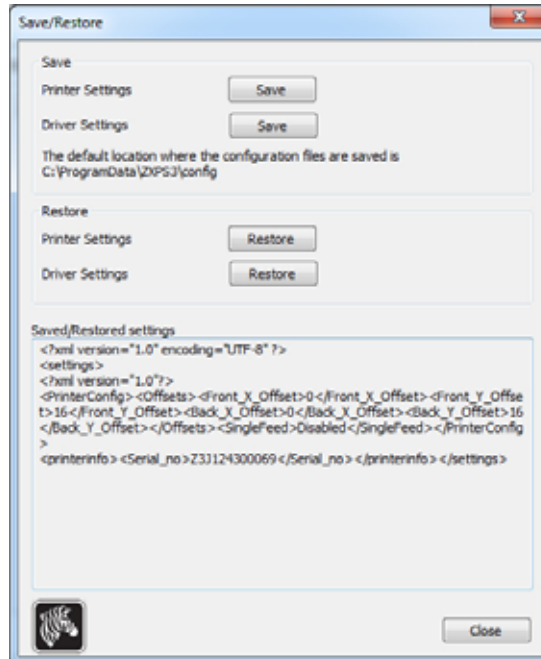 Save/Restore
Save
Printer Settings Save
Driver Settings Save
The default location where the configuration files are saved is
C:\ProgramData\ZXPS3\config
Restore
Printer Settings Restore
Driver Settings Restore
Saved/Restored settings
<?xml version="1.0" encoding="UTF-8" ?>
<settings>
<?xml version="1.0"?>
<PrinterConfig><Offsets><Front_X_Offset>0</Front_X_Offset><Front_Y_Offse
t>16</Front_Y_Offset><Back_X_Offset>0</Back_X_Offset><Back_Y_Offset>16
</Back_Y_Offset></Offsets><SingleFeed>Disabled</SingleFeed></PrinterConfig
>
<printerinfo><Serial_no>Z3J124300069</Serial_no></printerinfo></settings>
Close